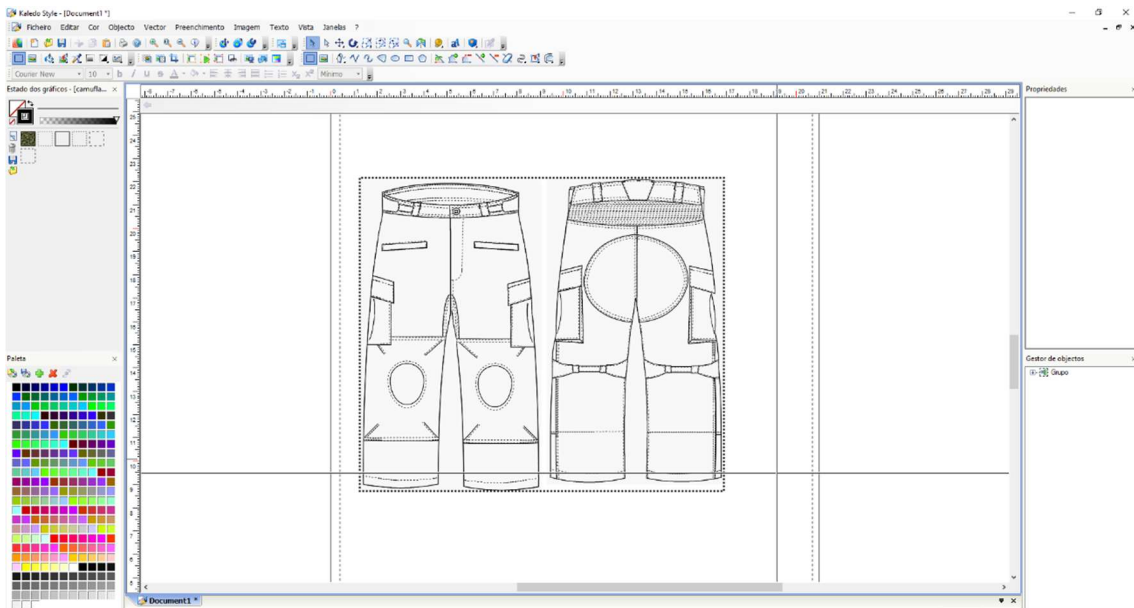 Kaledo Style - [Document1 *]
Ficheiro Editar Cor Objecto Vector Preenchimento Imagem Texto Vista Janelas ?
Courier New 10 b / U S A Mínimo
Estado dos gráficos - [camufla...
Propriedades
Paleta
Gestor de objectos
Grupo
Document1 *